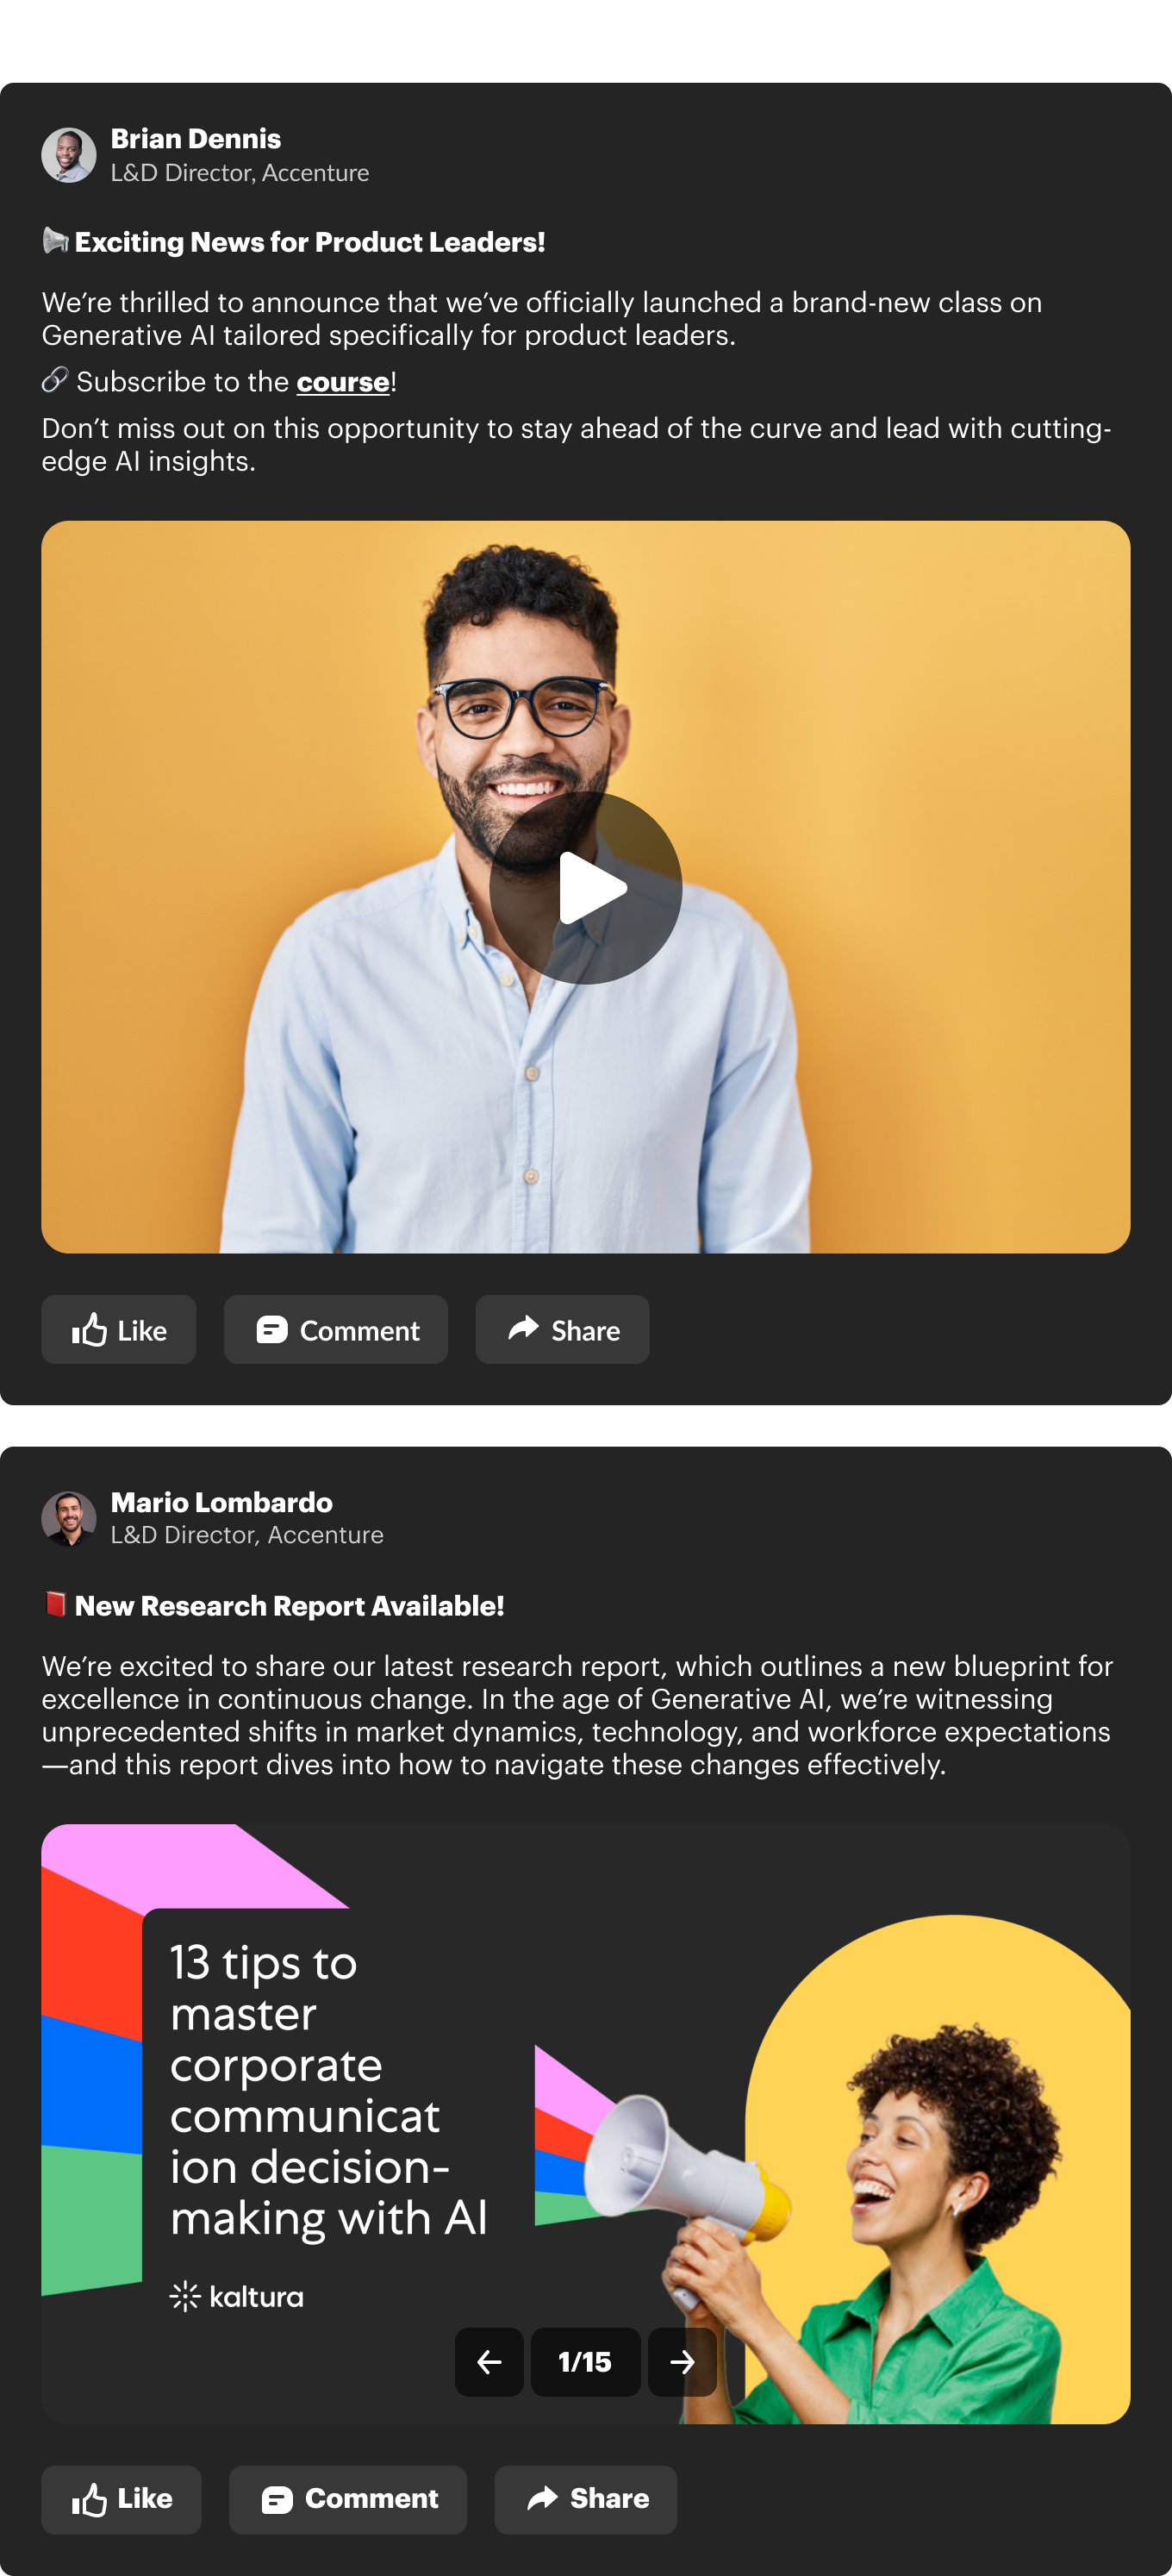 Brian Dennis
L&D Director, Accenture
📢 Exciting News for Product Leaders!
We’re thrilled to announce that we’ve officially launched a brand-new class on
Generative AI tailored specifically for product leaders.
🔗 Subscribe to the course!
Don’t miss out on this opportunity to stay ahead of the curve and lead with cutting-
edge AI insights.
Like Comment Share
Mario Lombardo
L&D Director, Accenture
📕 New Research Report Available!
We’re excited to share our latest research report, which outlines a new blueprint for
excellence in continuous change. In the age of Generative AI, we’re witnessing
unprecedented shifts in market dynamics, technology, and workforce expectations
—and this report dives into how to navigate these changes effectively.
13 tips to
master
corporate
communicat
ion decision-
making with AI
kaltura
1/15
Like Comment Share